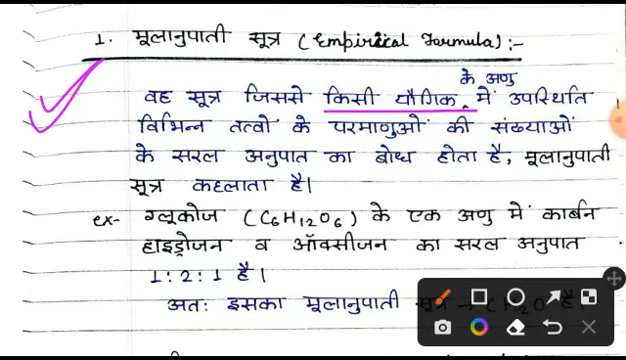 1. मूलानुपाती सूत्र (Empirical Formula):-
के अणु
वह सूत्र जिससे किसी यौगिक में उपस्थिति
विभिन्न तत्वो के परमाणुओं की संख्याओं
के सरल अनुपात का बोध होता है, मूलानुपाती
सूत्र कहलाता है।
ex- ग्लूकोज (C6H12O6) के एक अणु में कार्बन
हाइड्रोजन व ऑक्सीजन का सरल अनुपात
1:2:1 है।
अतः इसका मूलानुपाती सूत्र